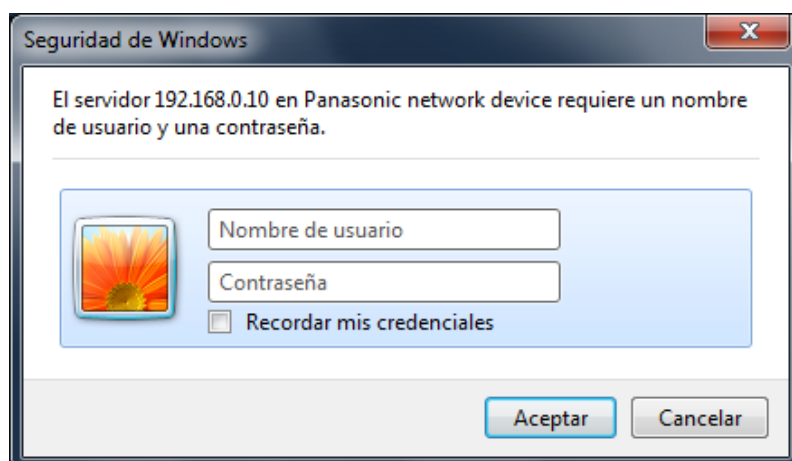 Seguridad de Windows
El servidor 192.168.0.10 en Panasonic network device requiere un nombre
de usuario y una contraseña.
Nombre de usuario
Contraseña
Recordar mis credenciales
Aceptar Cancelar